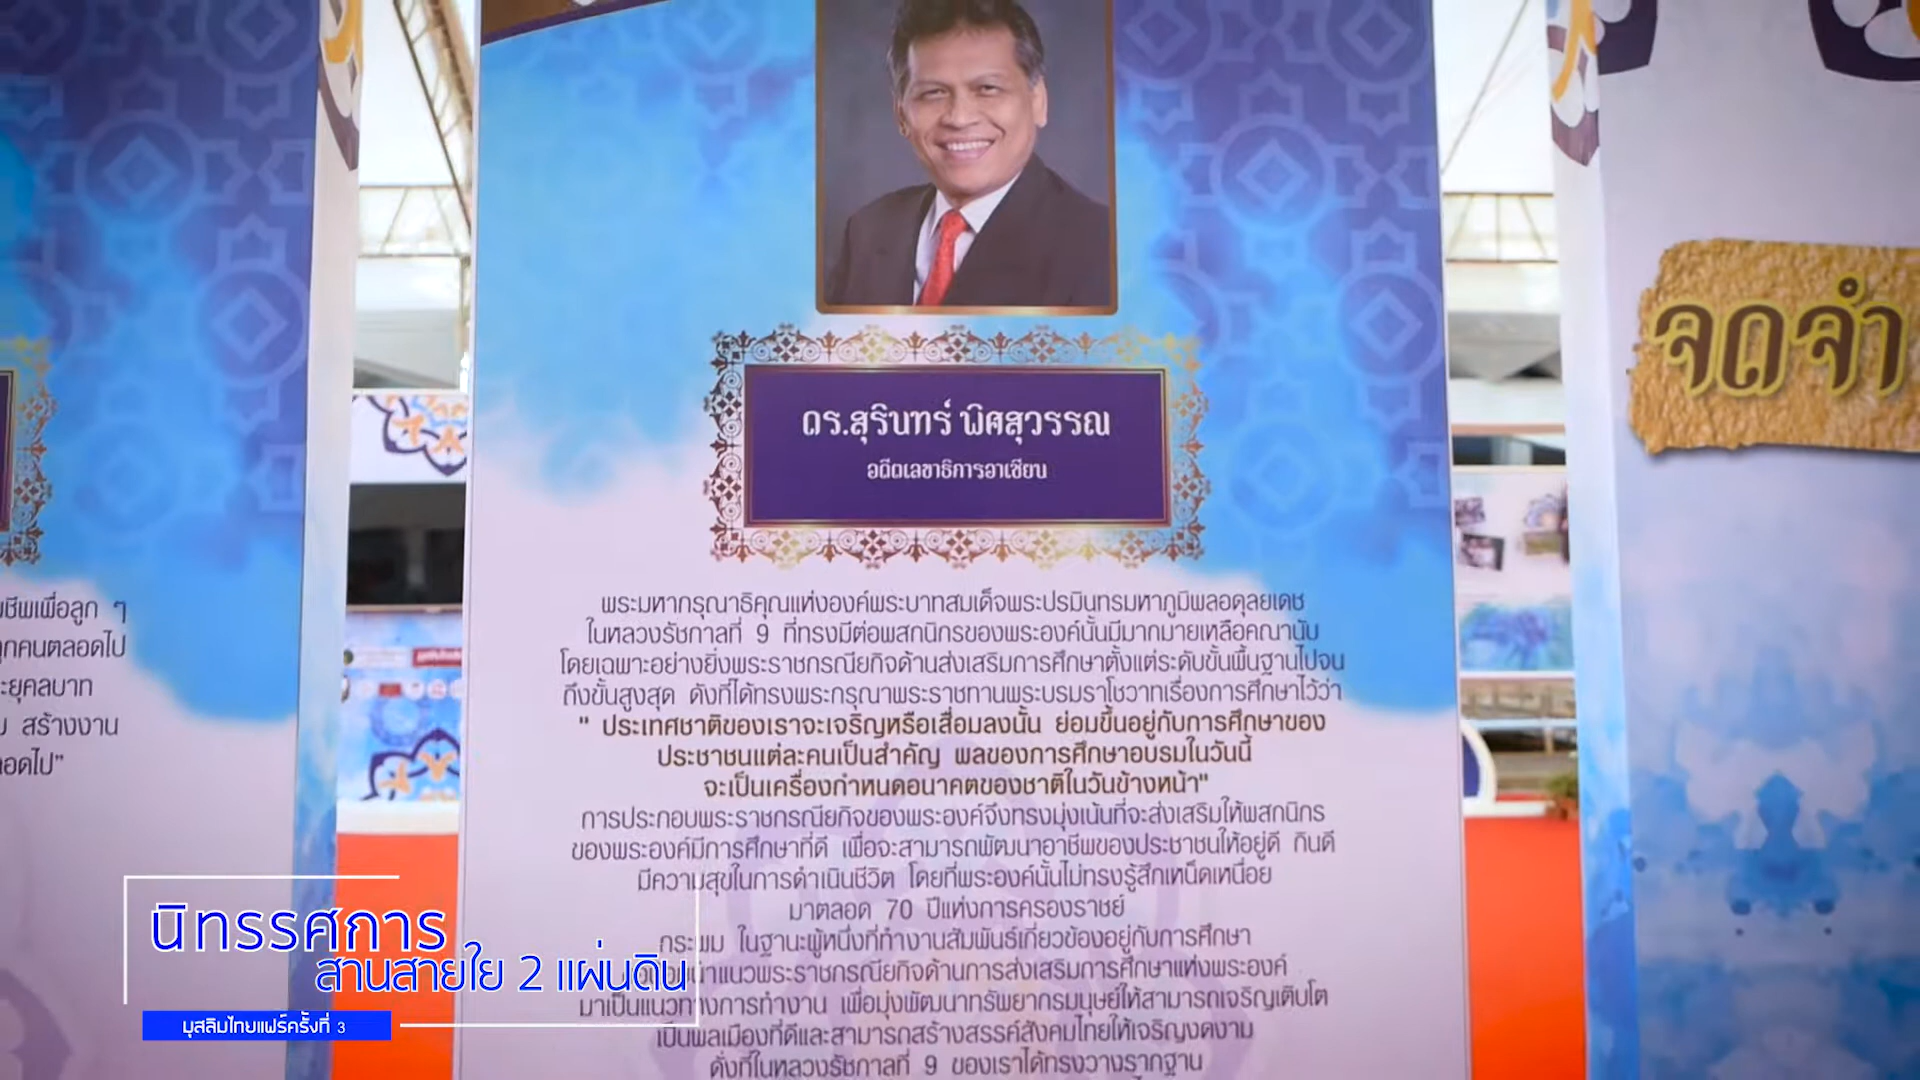 ดร.สุรินทร์ พิศสุวรรณ
อดีตเลขาธิการอาเซียน
พระมหากรุณาธิคุณแห่งองค์พระบาทสมเด็จพระปรมินทรมหาภูมิพลอดุลยเดช
ในหลวงรัชกาลที่ 9 ที่ทรงมีต่อพสกนิกรของพระองค์นั้นมีมากมายเหลือคณานับ
โดยเฉพาะอย่างยิ่งพระราชกรณียกิจด้านส่งเสริมการศึกษาตั้งแต่ระดับขั้นพื้นฐานไปจน
ถึงขั้นสูงสุด ดังที่ได้ทรงพระกรุณาพระราชทานพระบรมราโชวาทเรื่องการศึกษาไว้ว่า
" ประเทศชาติของเราจะเจริญหรือเสื่อมลงนั้น ย่อมขึ้นอยู่กับการศึกษาของ
ประชาชนแต่ละคนเป็นสำคัญ ผลของการศึกษาอบรมในวันนี้
จะเป็นเครื่องกำหนดอนาคตของชาติในวันข้างหน้า"
การประกอบพระราชกรณียกิจของพระองค์จึงทรงมุ่งเน้นที่จะส่งเสริมให้พสกนิกร
ของพระองค์มีการศึกษาที่ดี เพื่อจะสามารถพัฒนาอาชีพของประชาชนให้อยู่ดี กินดี
มีความสุขในการดำเนินชีวิต โดยที่พระองค์นั้นไม่ทรงรู้สึกเหน็ดเหนื่อย
มาตลอด 70 ปีแห่งการครองราชย์
กระผม ในฐานะผู้หนึ่งที่ทำงานสัมพันธ์เกี่ยวข้องอยู่กับการศึกษา
นำแนวพระราชกรณียกิจด้านการส่งเสริมการศึกษาแห่งพระองค์
มาเป็นแนวทางการทำงาน เพื่อมุ่งพัฒนาทรัพยากรมนุษย์ให้สามารถเจริญเติบโต
เป็นพลเมืองที่ดีและสามารถสร้างสรรค์สังคมไทยให้เจริญงดงาม
ดั่งที่ในหลวงรัชกาลที่ 9 ของเราได้ทรงวางรากฐาน
จดจำ
ชีพเพื่อลูก ๆ
ทุกคนตลอดไป
ะยุคลบาท
สร้างงาน
ลอดไป"
นิทรรศการ
สานสายใย 2 แผ่นดิน
มุสลิมไทยแฟร์ครั้งที่ 3